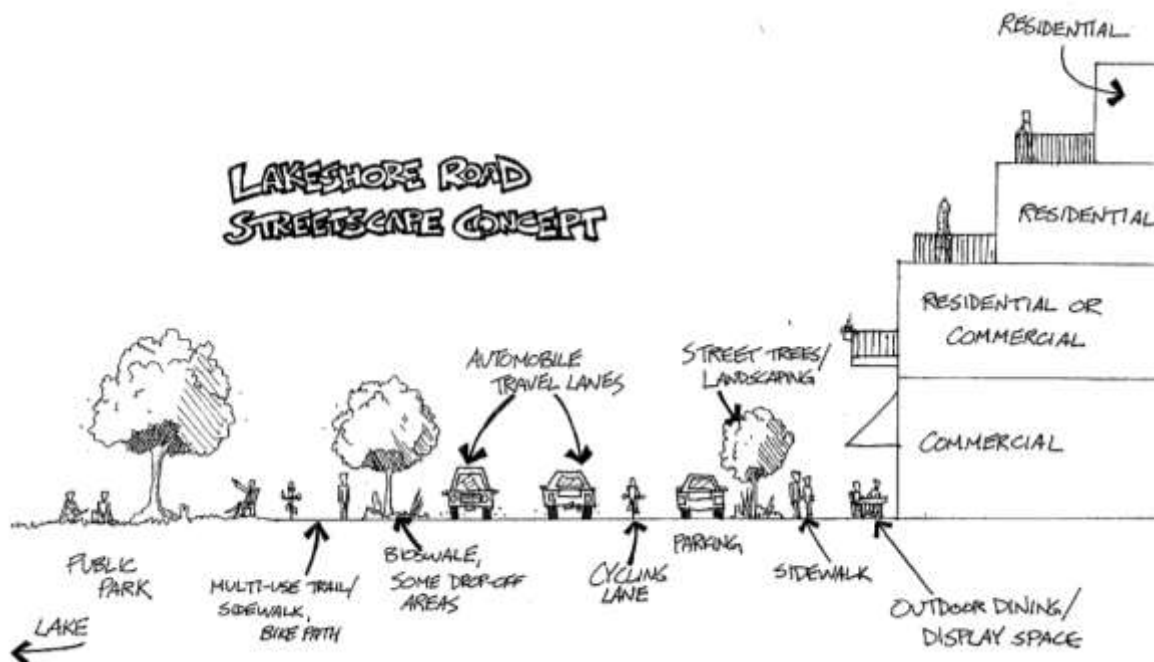 LAKESHORE ROAD
STREETSCAPE CONCEPT
RESIDENTIAL
RESIDENTIAL
RESIDENTIAL OR
COMMERCIAL
COMMERCIAL
AUTOMOBILE
TRAVEL LANES
STREET TREES/
LANDSCAPING
PUBLIC
PARK
LAKE
MULTI-USE TRAIL/
SIDEWALK,
BIKE PATH
BIOSWALE,
SOME DROP-OFF
AREAS
CYCLING
LANE
PARKING
SIDEWALK
OUTDOOR DINING/
DISPLAY SPACE